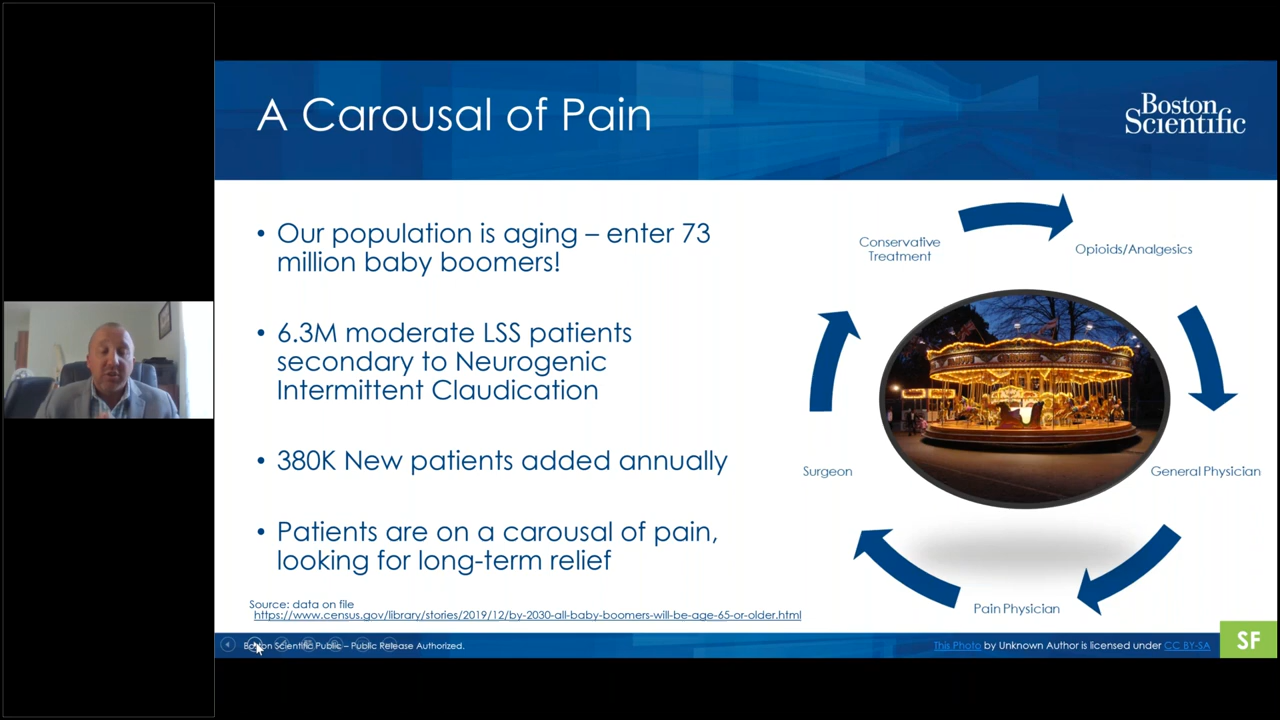 A Carousal of Pain
Boston
Scientific
• Our population is aging – enter 73
million baby boomers!
• 6.3M moderate LSS patients
secondary to Neurogenic
Intermittent Claudication
• 380K New patients added annually
• Patients are on a carousal of pain,
looking for long-term relief
Conservative
Treatment
Opioids/Analgesics
General Physician
Pain Physician
Surgeon
Source: data on file
https://www.census.gov/library/stories/2019/12/by-2030-all-baby-boomers-will-be-age-65-or-older.html
Boston Scientific Public – Public Release Authorized.
This Photo by Unknown Author is licensed under CC BY-SA
SF